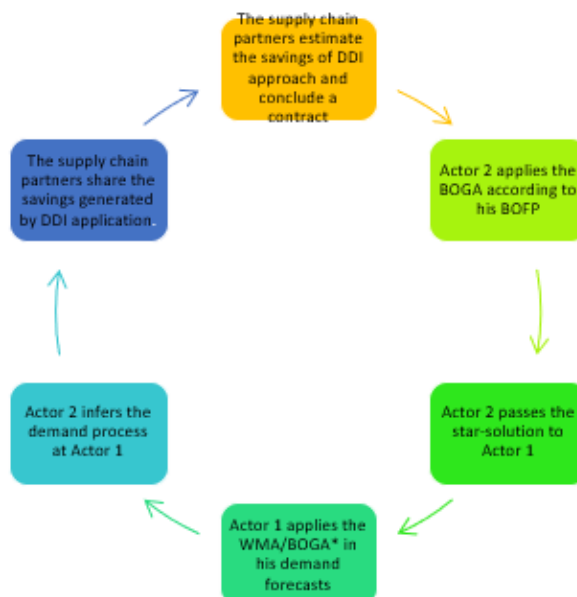 The supply chain
partners estimate
the savings of DDI
approach and
conclude a
contract
Actor 2 applies the
BOGA according to
his BOFP
Actor 2 passes the
star-solution to
Actor 1
Actor 1 applies the
WMA/BOGA* in
his demand
forecasts
Actor 2 infers the
demand process
at Actor 1
The supply chain
partners share the
savings generated
by DDI application.